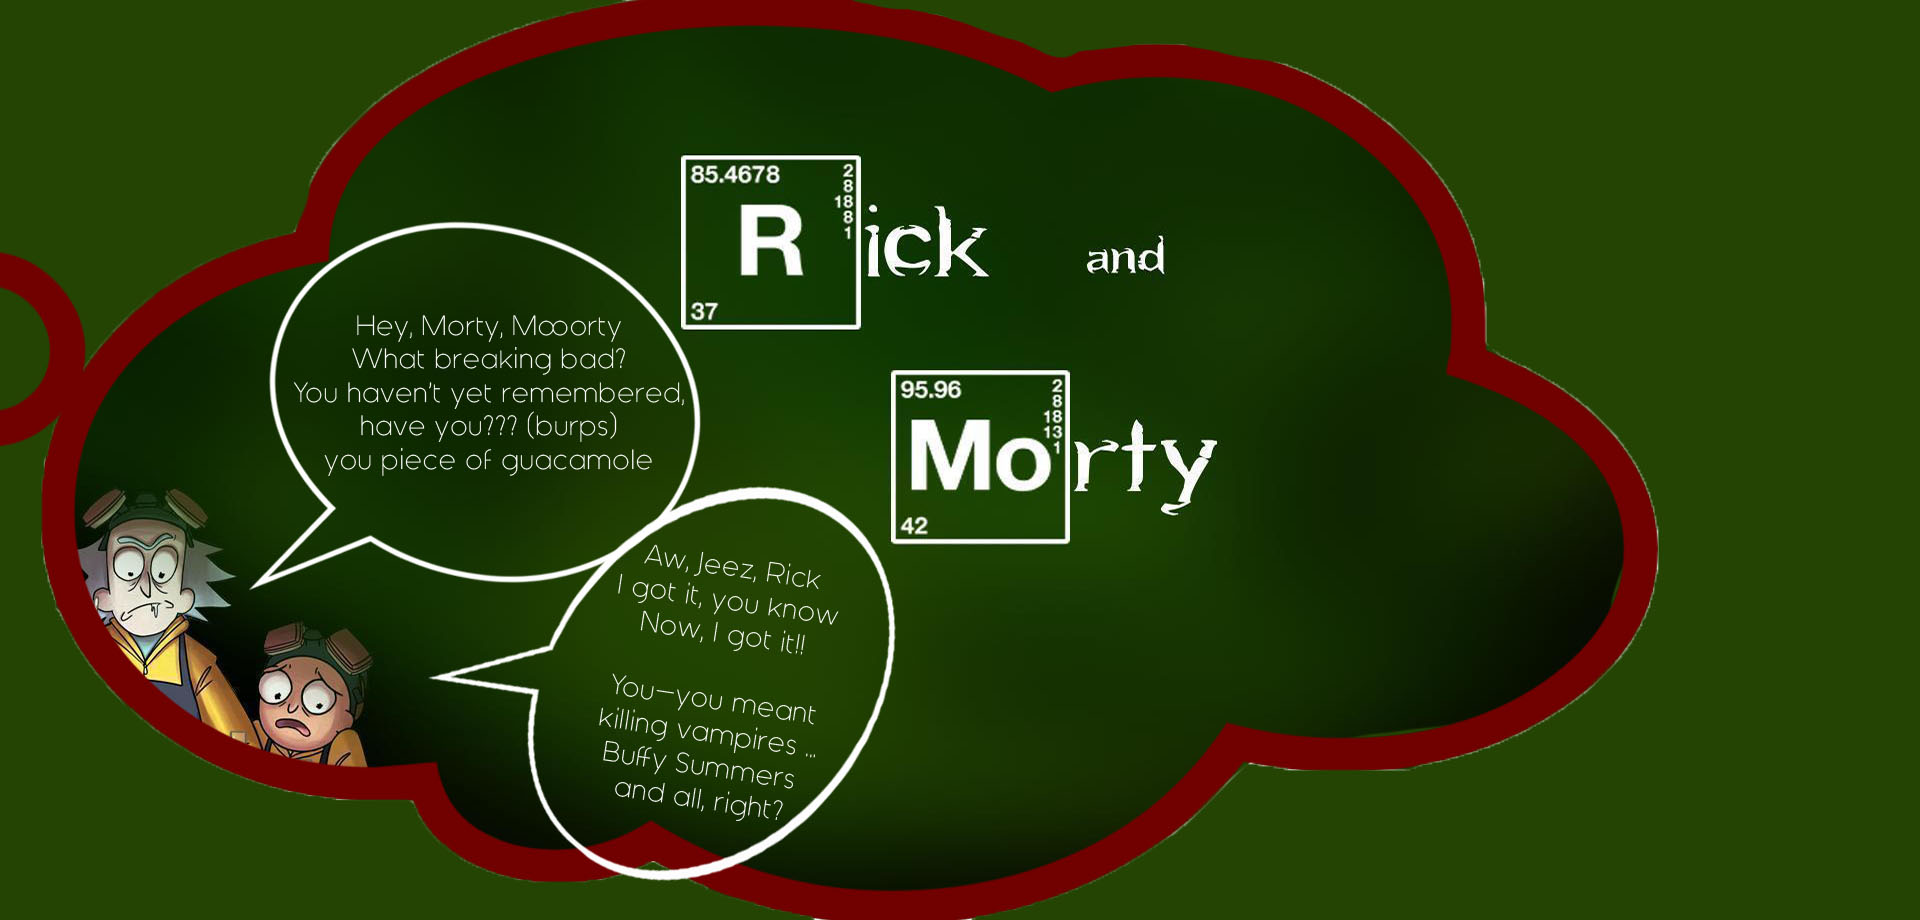 85.4678
2
8
18
8
1
R
37
ick and
95.96
2
8
18
13
1
Mo
42
rty
Hey, Morty, Mooorty
What breaking bad?
You haven't yet remembered,
have you??? (burps)
you piece of guacamole
Aw, Jeez, Rick
I got it, you know
Now, I got it!!
You—you meant
killing vampires ...
Buffy Summers
and all, right?